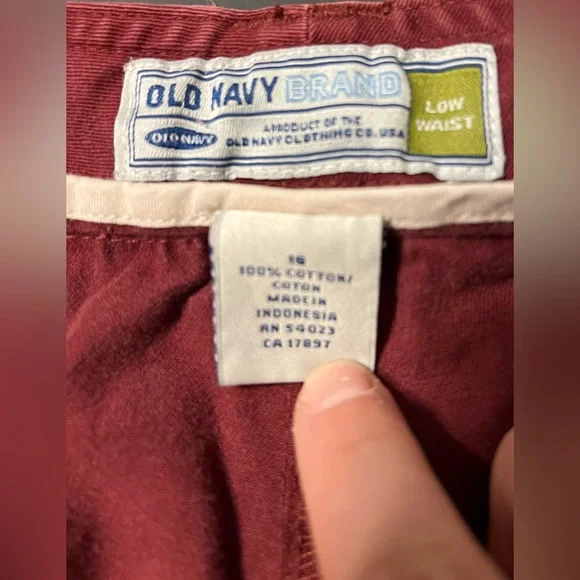 OLD NAVY BRAND
LOW
WAIST
OLD NAVY
A PRODUCT OF THE
OLD NAVY CLOTHING CO. USA
16
100% COTTON/
COTON
MADE IN
INDONESIA
RN 54023
CA 17897